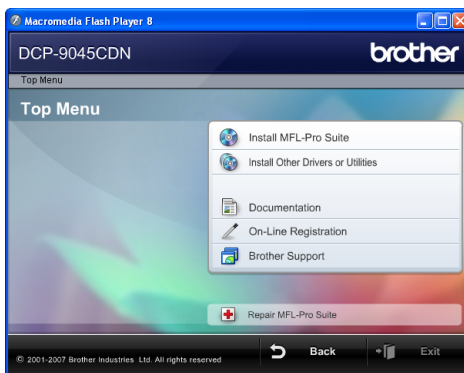 Macromedia Flash Player 8
DCP-9045CDN
brother
Top Menu
Top Menu
Install MFL-Pro Suite
Install Other Drivers or Utilities
Documentation
On-Line Registration
Brother Support
Repair MFL-Pro Suite
© 2001-2007 Brother Industries Ltd. All rights reserved
Back
Exit